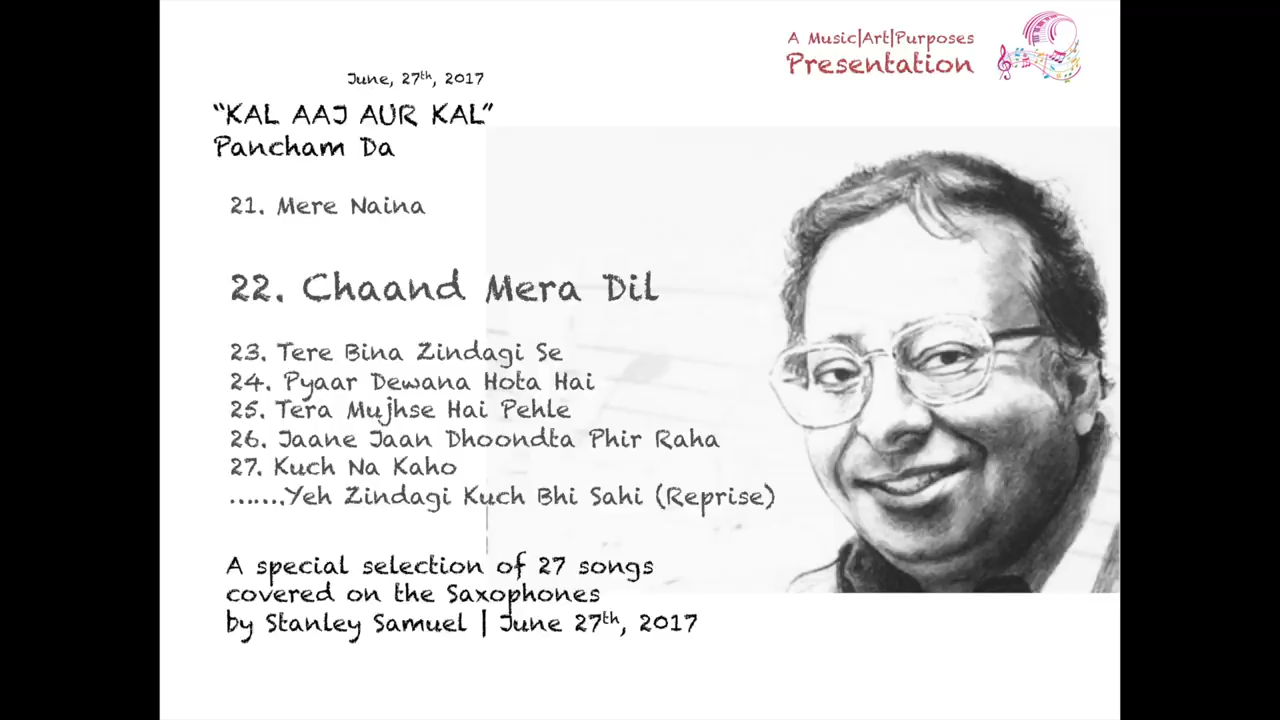 A Music|Art|Purposes
Presentation
June, 27th, 2017
“KAL AAJ AUR KAL”
Pancham Da
21. Mere Naina
22. Chaand Mera Dil
23. Tere Bina Zindagi Se
24. Pyaar Dewana Hota Hai
25. Tera Mujhse Hai Pehle
26. Jaane Jaan Dhoondta Phir Raha
27. Kuch Na Kaho
.......Yeh Zindagi Kuch Bhi Sahi (Reprise)
A special selection of 27 songs
covered on the Saxophones
by Stanley Samuel | June 27th, 2017